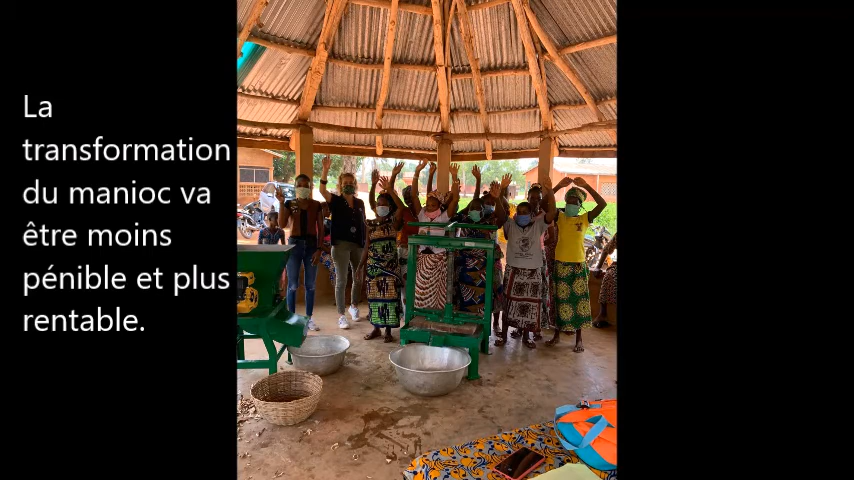 La
transformation
du manioc va
être moins
pénible et plus
rentable.